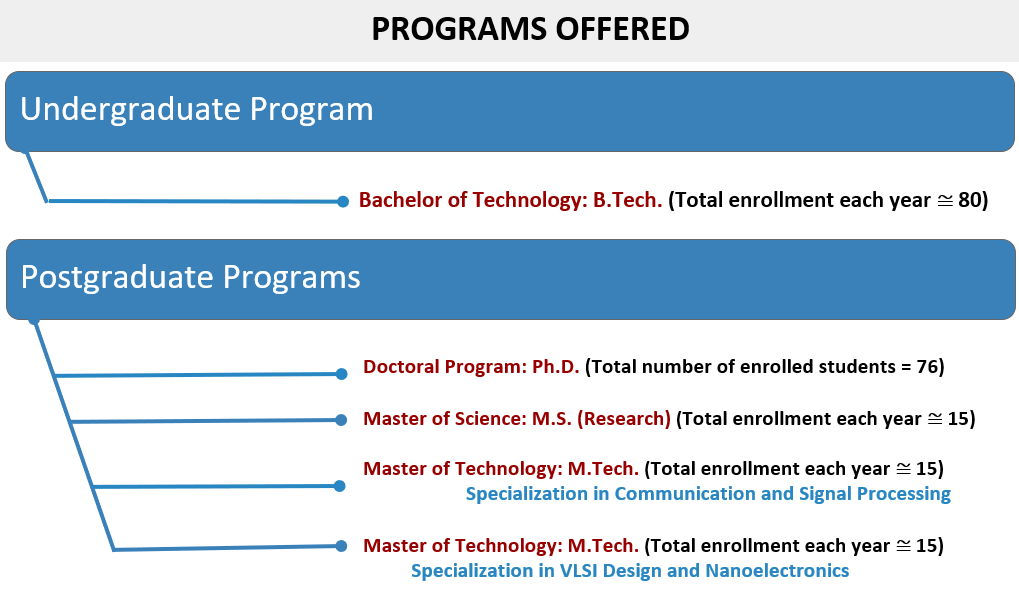 PROGRAMS OFFERED
Undergraduate Program
Bachelor of Technology: B.Tech. (Total enrollment each year ≅ 80)
Postgraduate Programs
Doctoral Program: Ph.D. (Total number of enrolled students = 76)
Master of Science: M.S. (Research) (Total enrollment each year ≅ 15)
Master of Technology: M.Tech. (Total enrollment each year ≅ 15)
Specialization in Communication and Signal Processing
Master of Technology: M.Tech. (Total enrollment each year ≅ 15)
Specialization in VLSI Design and Nanoelectronics